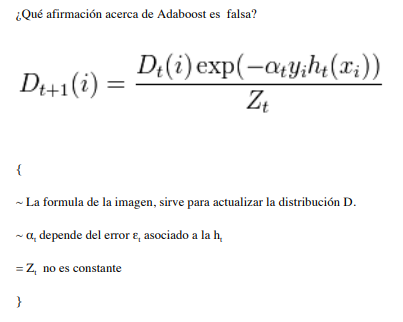 ¿Qué afirmación acerca de Adaboost es  falsa?
D_{t+1}(i) = \frac{D_t(i) exp(−α_t y_i h_t(x_i))}{Z_t}
{
~ La formula de la imagen, sirve para actualizar la distribución D.
~ α_t depende del error ε_t asociado a la h_t
= Z_t  no es constante
}